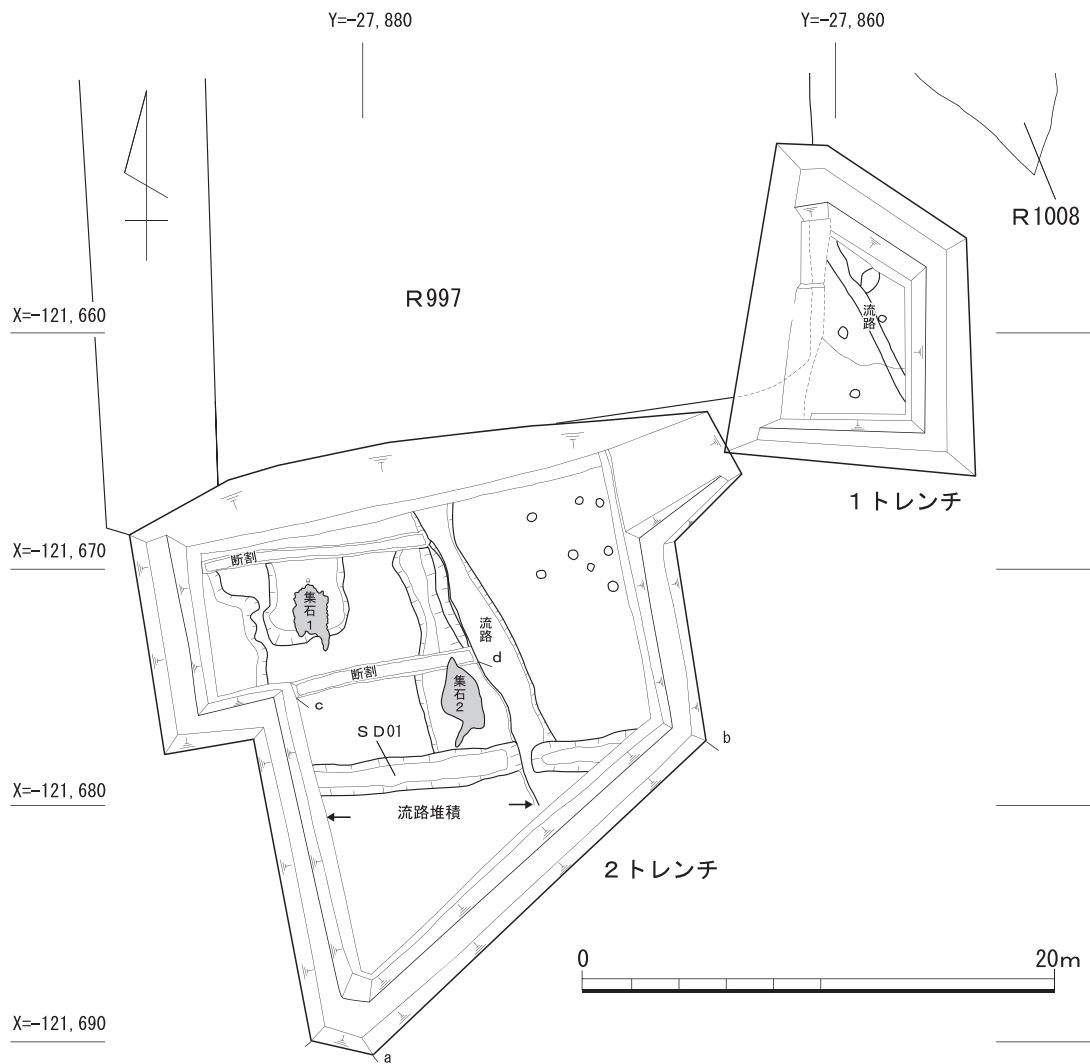 Y=-27,880
Y=-27,860
R1008
X=-121,660
R997
流路
1トレンチ
X=-121,670
断割
集石1
流路
断割
d
集石2
c
SD01
b
X=-121,680
流路堆積
2トレンチ
0
20m
X=-121,690
a